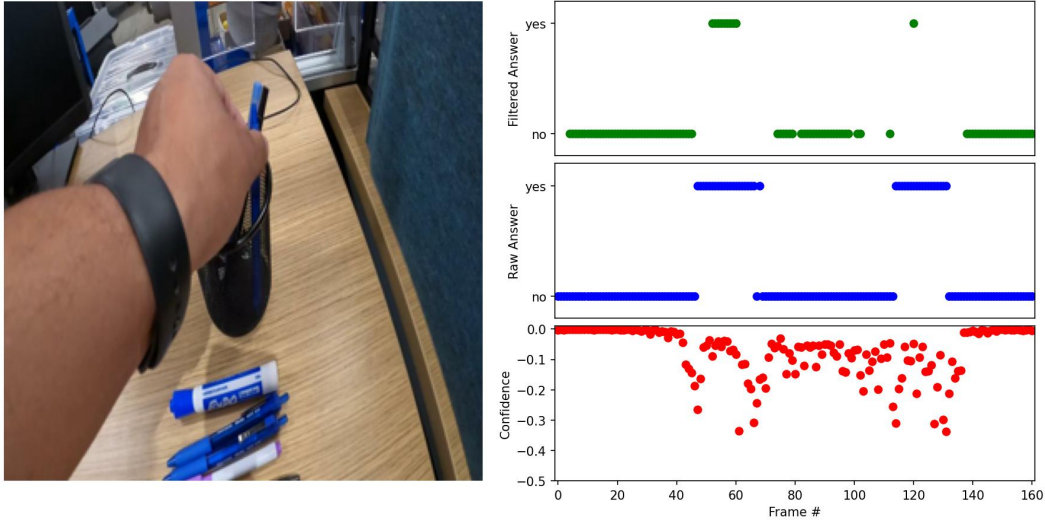 yes
no
Filtered Answer
yes
no
Raw Answer
0.0
−0.1
−0.2
−0.3
−0.4
−0.5
Confidence
0
20
40
60
80
100
120
140
160
Frame #